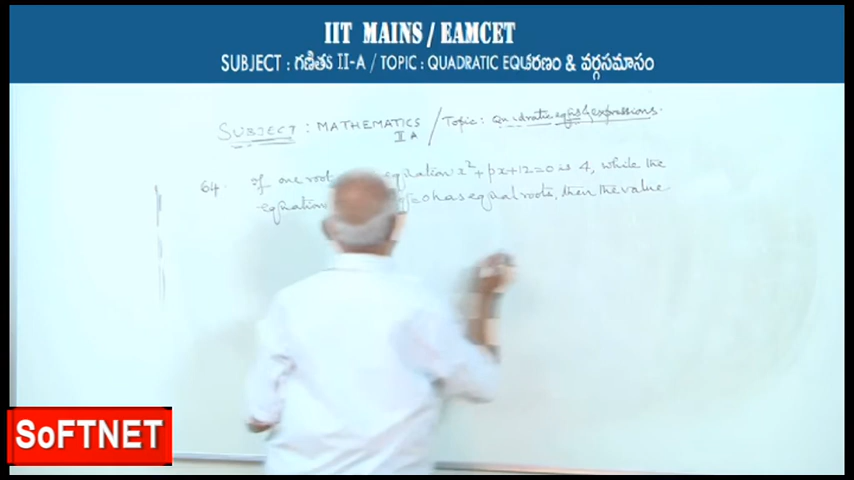 IIT MAINS / EAMCET
SUBJECT : గణితS II-A / TOPIC : QUADRATIC EQUకరణం & వర్గసమాసం
SUBJECT : MATHEMATICS / Topic: Quadratic eqns & expressions.
II A
64. If one root equation x²+px+12=0 is 4, while the
equation =0 has equal roots, then the value
SoFTNET